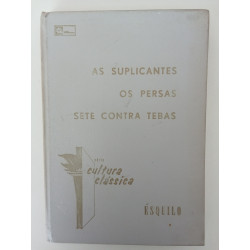 AS SUPLICANTES
OS PERSAS
SETE CONTRA TEBAS
cultura
clássica
ÉSQUILO